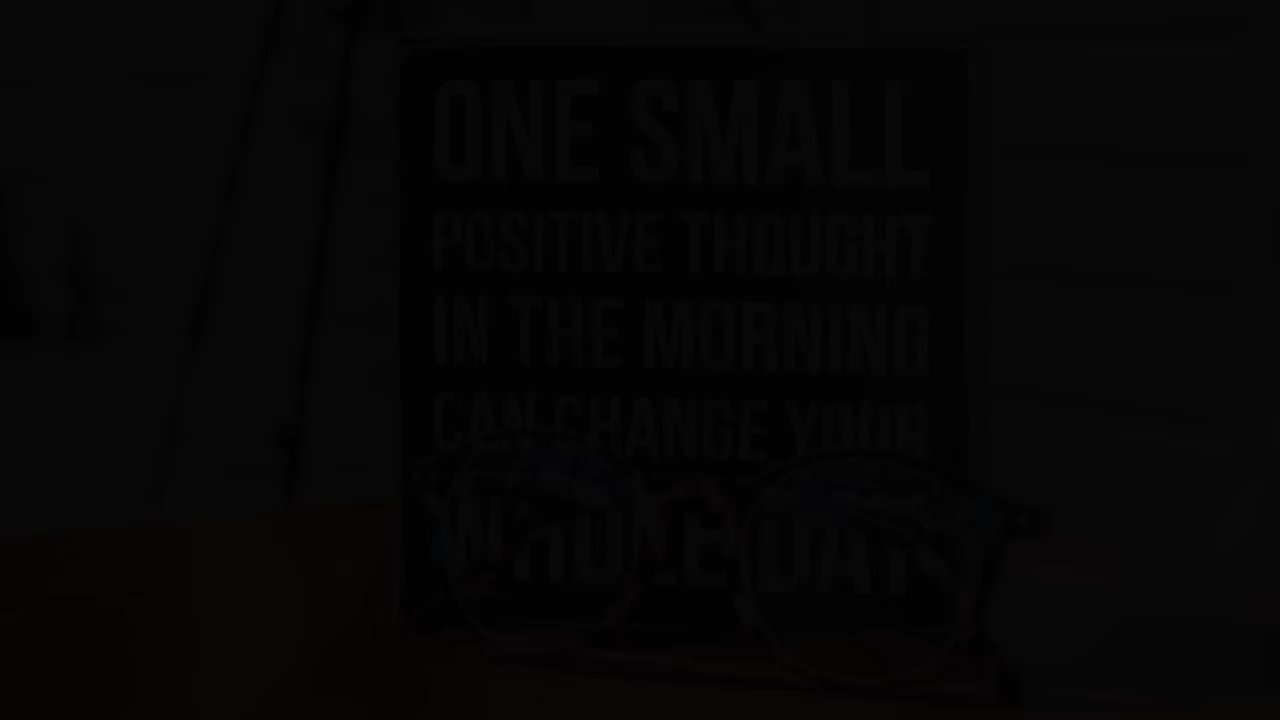 ONE SMALL
POSITIVE THOUGHT
IN THE MORNING
CAN CHANGE YOUR
WHOLE DAY